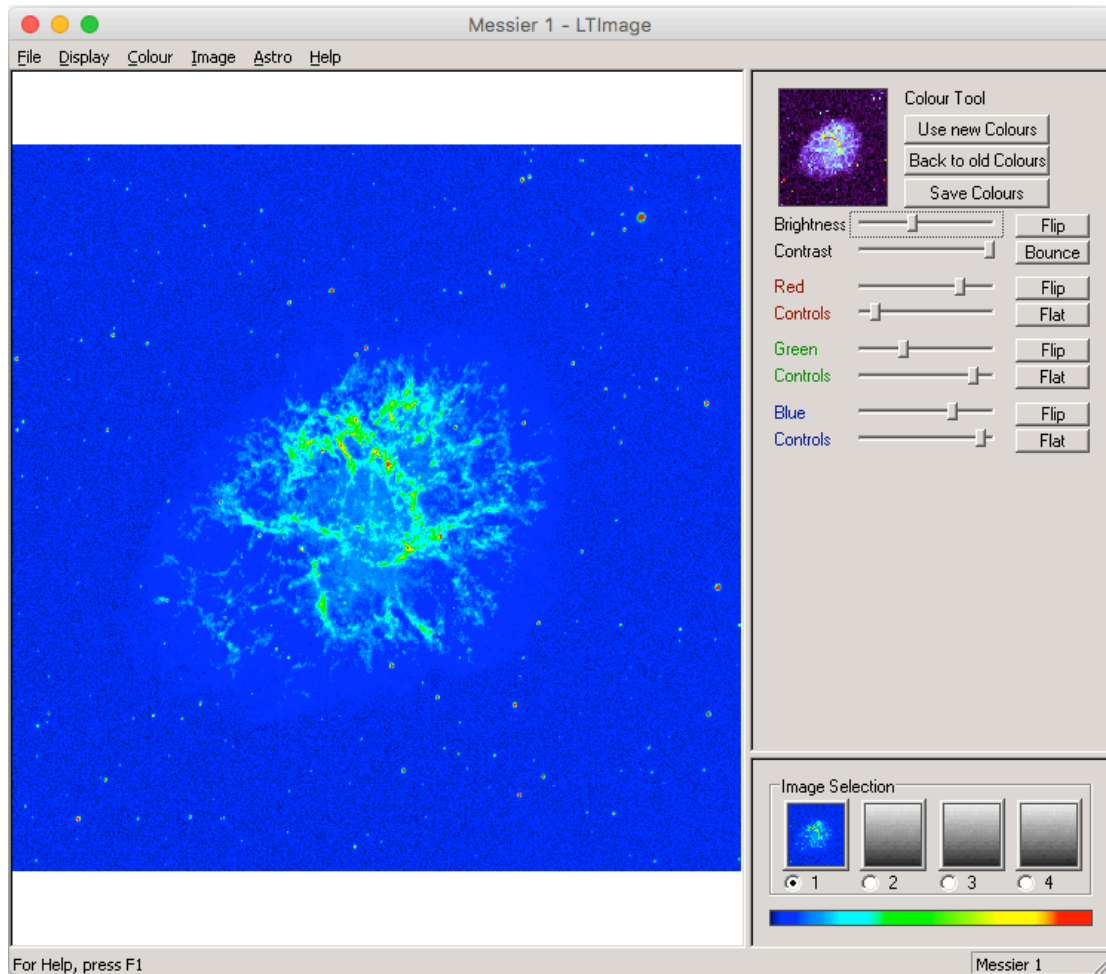 Messier 1 - LTImage
File Display Colour Image Astro Help
Colour Tool
Use new Colours
Back to old Colours
Save Colours
Brightness Flip
Contrast Bounce
Red Flip
Controls Flat
Green Flip
Controls Flat
Blue Flip
Controls Flat
Image Selection
1 2 3 4
For Help, press F1 Messier 1